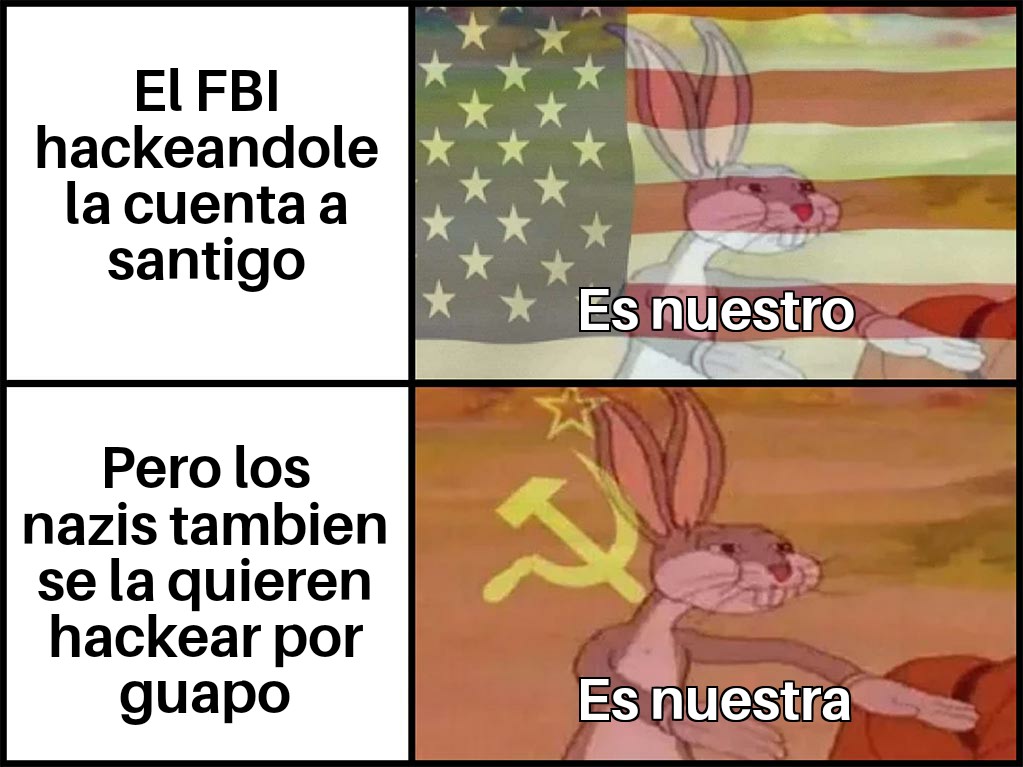 El FBI
hackeandole
la cuenta a
santigo
Es nuestro
Pero los
nazis tambien
se la quieren
hackear por
guapo
Es nuestra